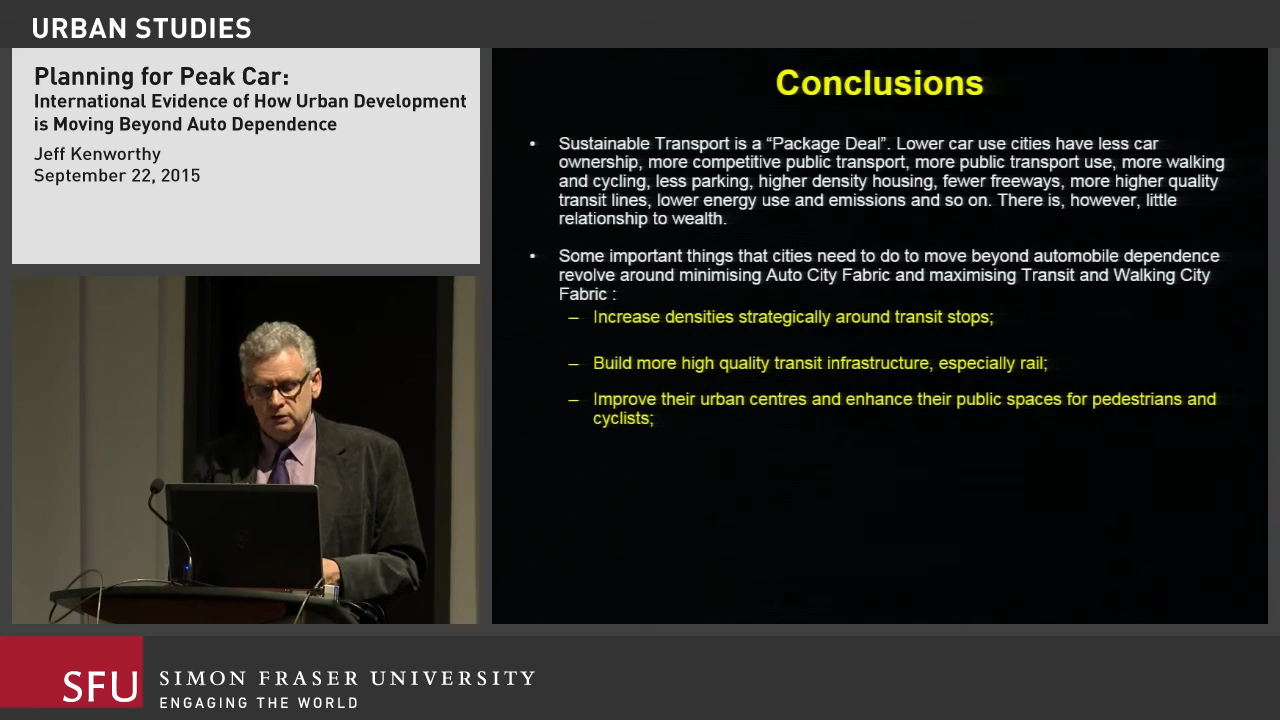 URBAN STUDIES
Planning for Peak Car:
International Evidence of How Urban Development
is Moving Beyond Auto Dependence
Jeff Kenworthy
September 22, 2015
Conclusions
• Sustainable Transport is a “Package Deal”. Lower car use cities have less car
ownership, more competitive public transport, more public transport use, more walking
and cycling, less parking, higher density housing, fewer freeways, more higher quality
transit lines, lower energy use and emissions and so on. There is, however, little
relationship to wealth.
• Some important things that cities need to do to move beyond automobile dependence
revolve around minimising Auto City Fabric and maximising Transit and Walking City
Fabric :
– Increase densities strategically around transit stops;
– Build more high quality transit infrastructure, especially rail;
– Improve their urban centres and enhance their public spaces for pedestrians and
cyclists;
SFU
SIMON FRASER UNIVERSITY
ENGAGING THE WORLD